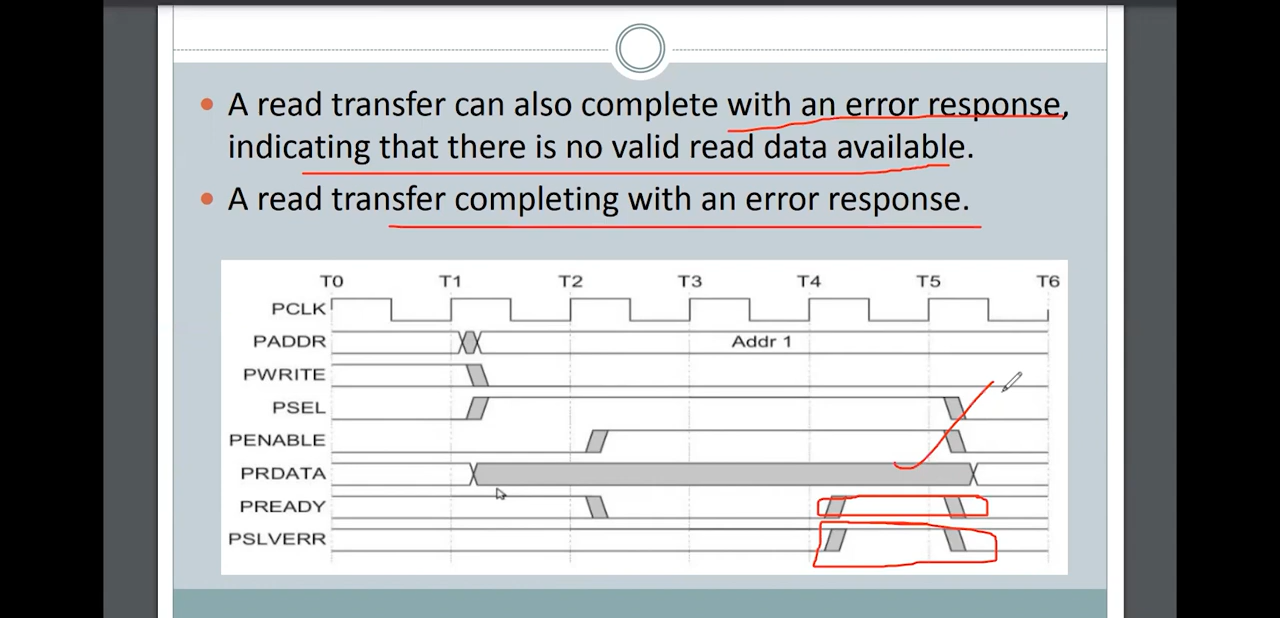 A read transfer can also complete with an error response,
indicating that there is no valid read data available.
A read transfer completing with an error response.
T0 T1 T2 T3 T4 T5 T6
PCLK
PADDR Addr 1
PWRITE
PSEL
PENABLE
PRDATA
PREADY
PSLVERR